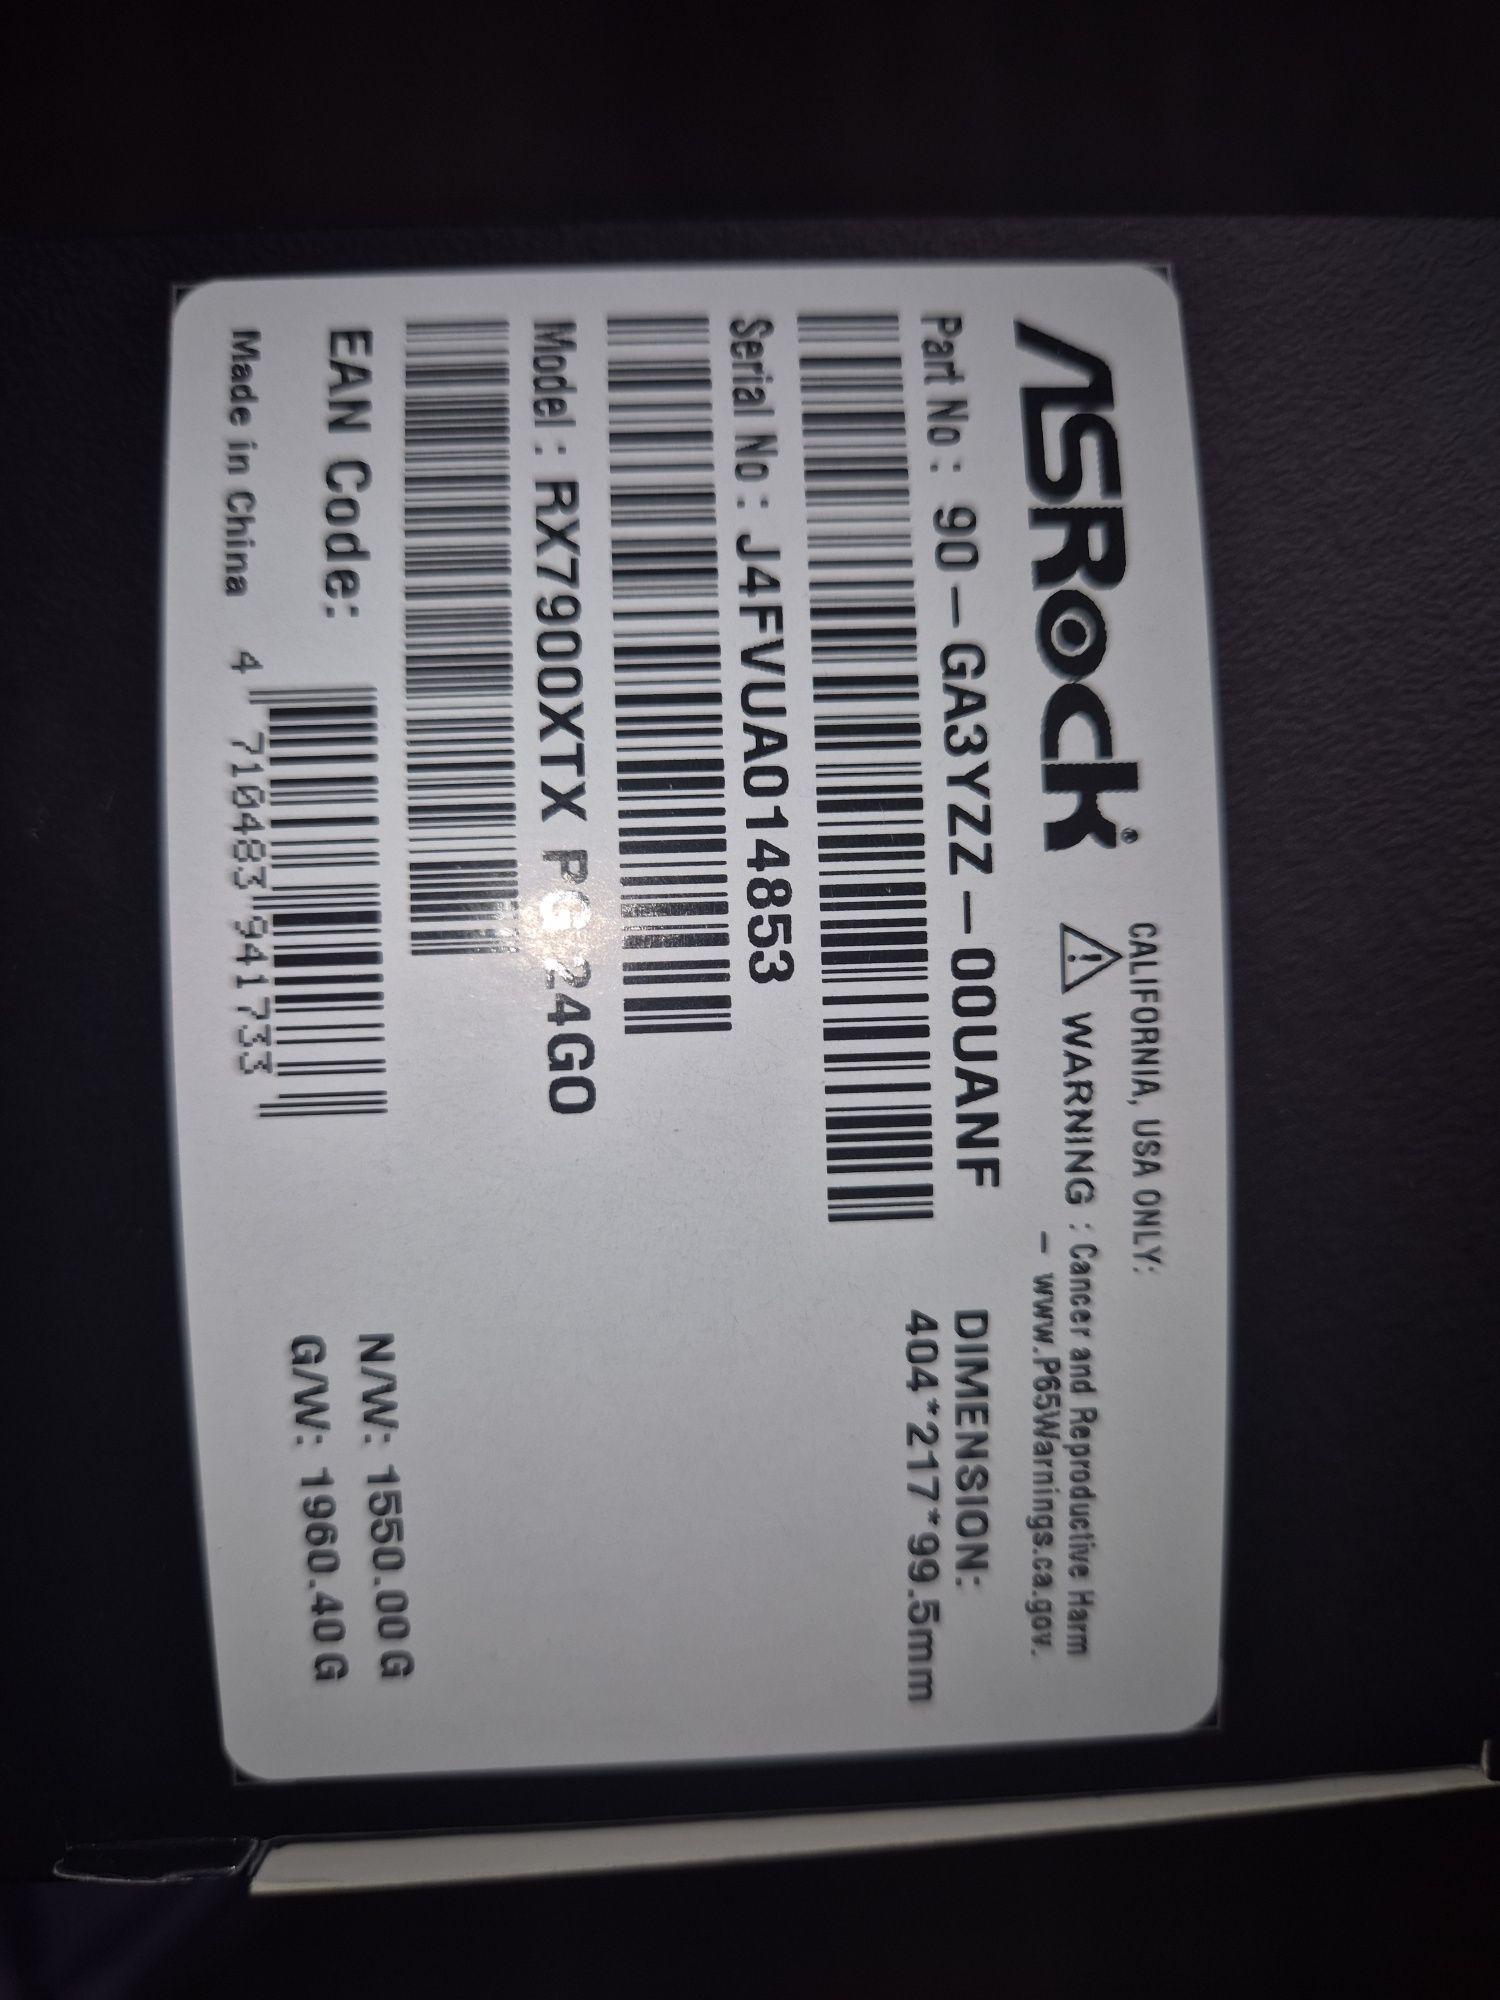 ASRock®
CALIFORNIA, USA ONLY:
⚠ WARNING : Cancer and Reproductive Harm
– www.P65Warnings.ca.gov.
Part No : 90-GA3YZZ-00UANF
DIMENSION:
404*217*99.5mm
Serial No : J4FVUA014853
Model : RX7900XTX PG 24GO
EAN Code:
4 710483 941733
Made in China
N/W: 1550.00G
G/W: 1960.40G